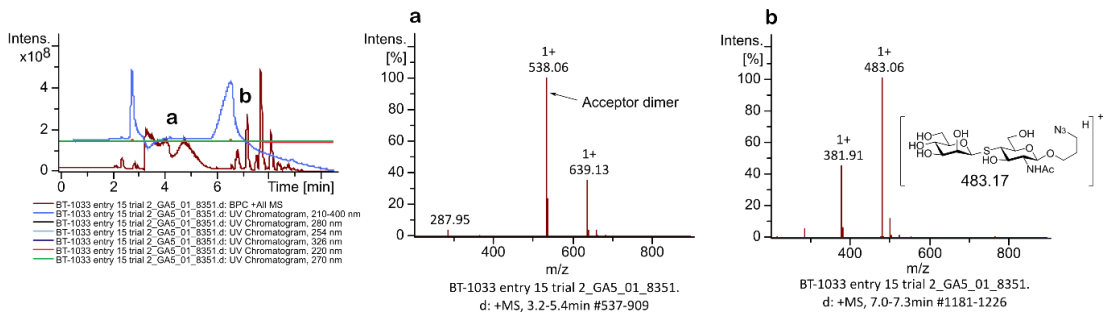 a
b
Intens.
x10⁸
4
2
0
a
b
0
2
4
6
8
Time [min]
BT-1033 entry 15 trial 2_GA5_01_8351.d: BPC +All MS
BT-1033 entry 15 trial 2_GA5_01_8351.d: UV Chromatogram, 210-400 nm
BT-1033 entry 15 trial 2_GA5_01_8351.d: UV Chromatogram, 280 nm
BT-1033 entry 15 trial 2_GA5_01_8351.d: UV Chromatogram, 254 nm
BT-1033 entry 15 trial 2_GA5_01_8351.d: UV Chromatogram, 326 nm
BT-1033 entry 15 trial 2_GA5_01_8351.d: UV Chromatogram, 220 nm
BT-1033 entry 15 trial 2_GA5_01_8351.d: UV Chromatogram, 270 nm
Intens.
[%]
100
80
60
40
20
0
1+
538.06
Acceptor dimer
1+
639.13
287.95
200
400
600
800
m/z
BT-1033 entry 15 trial 2_GA5_01_8351.
d: +MS, 3.2-5.4min #537-909
Intens.
[%]
100
80
60
40
20
0
1+
483.06
1+
381.91
HO
OH
HO
HO
OH
S
HO
O
O
N3
H
+
NHAc
483.17
400
600
800
m/z
BT-1033 entry 15 trial 2_GA5_01_8351.
d: +MS, 7.0-7.3min #1181-1226